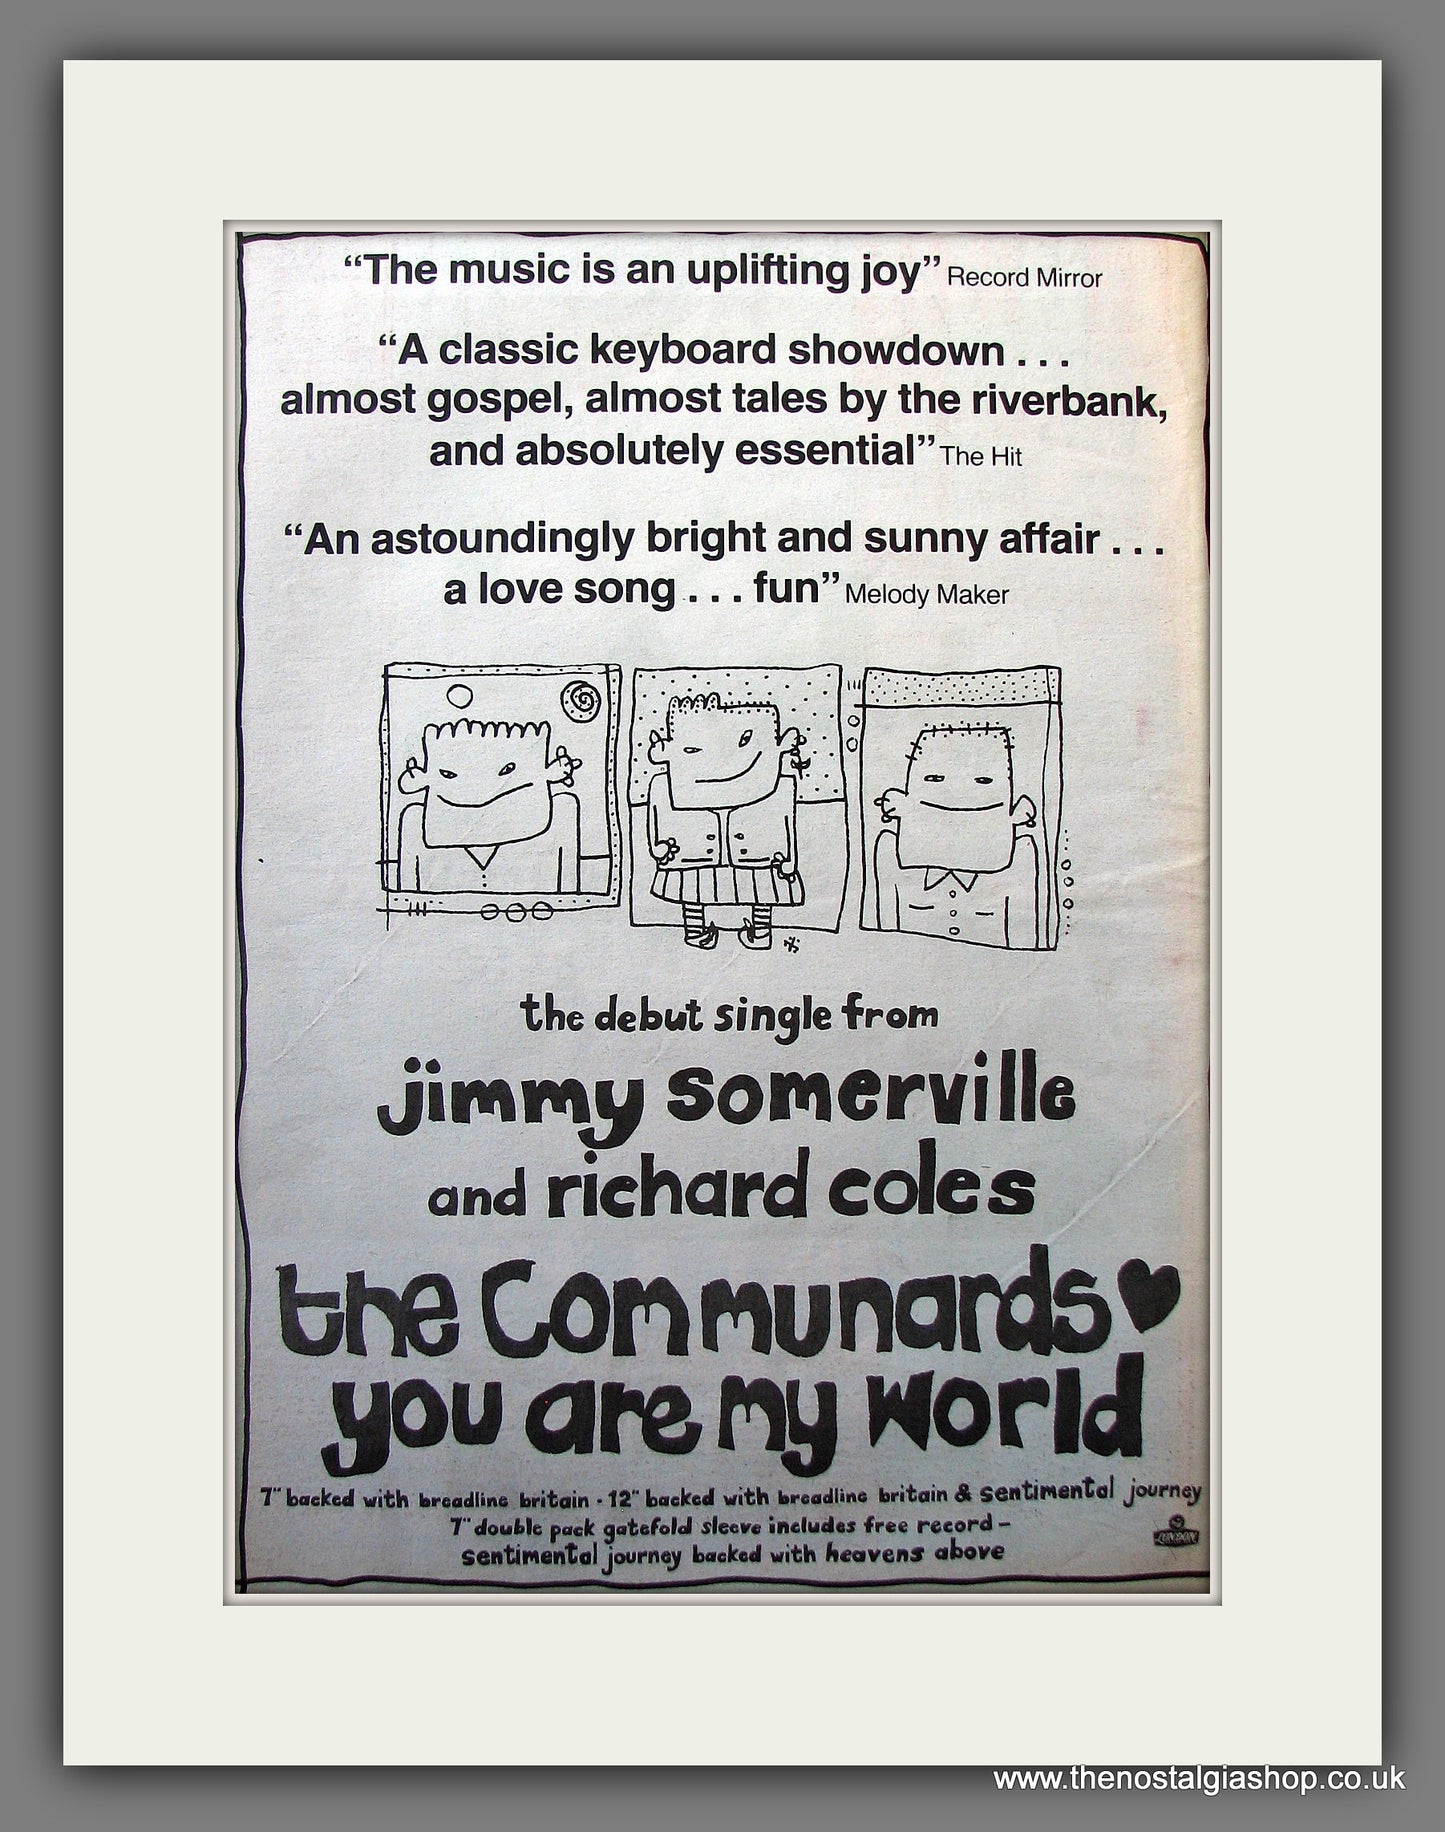 “The music is an uplifting joy” Record Mirror
“A classic keyboard showdown . . .
almost gospel, almost tales by the riverbank,
and absolutely essential” The Hit
“An astoundingly bright and sunny affair . . .
a love song . . . fun” Melody Maker
the debut single from
jimmy somerville
and richard coles
the Communards♥
you are my world
7" backed with breadline britain - 12" backed with breadline britain & sentimental journey
7" double pack gatefold sleeve includes free record –
sentimental journey backed with heavens above
LONDON
www.thenostalgiashop.co.uk